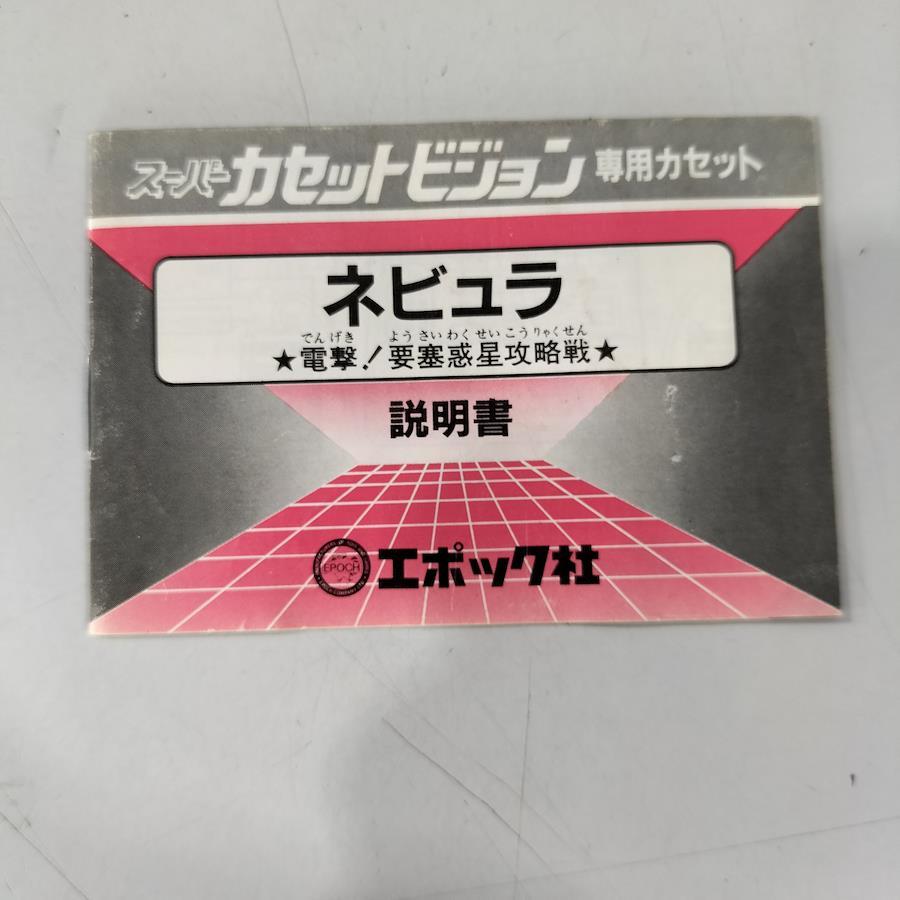 スーパーカセットビジョン専用カセット
ネビュラ
でんげき ようさいわくせいこうりゃくせん
★電撃!要塞惑星攻略戦★
説明書
EPOCH エポック社